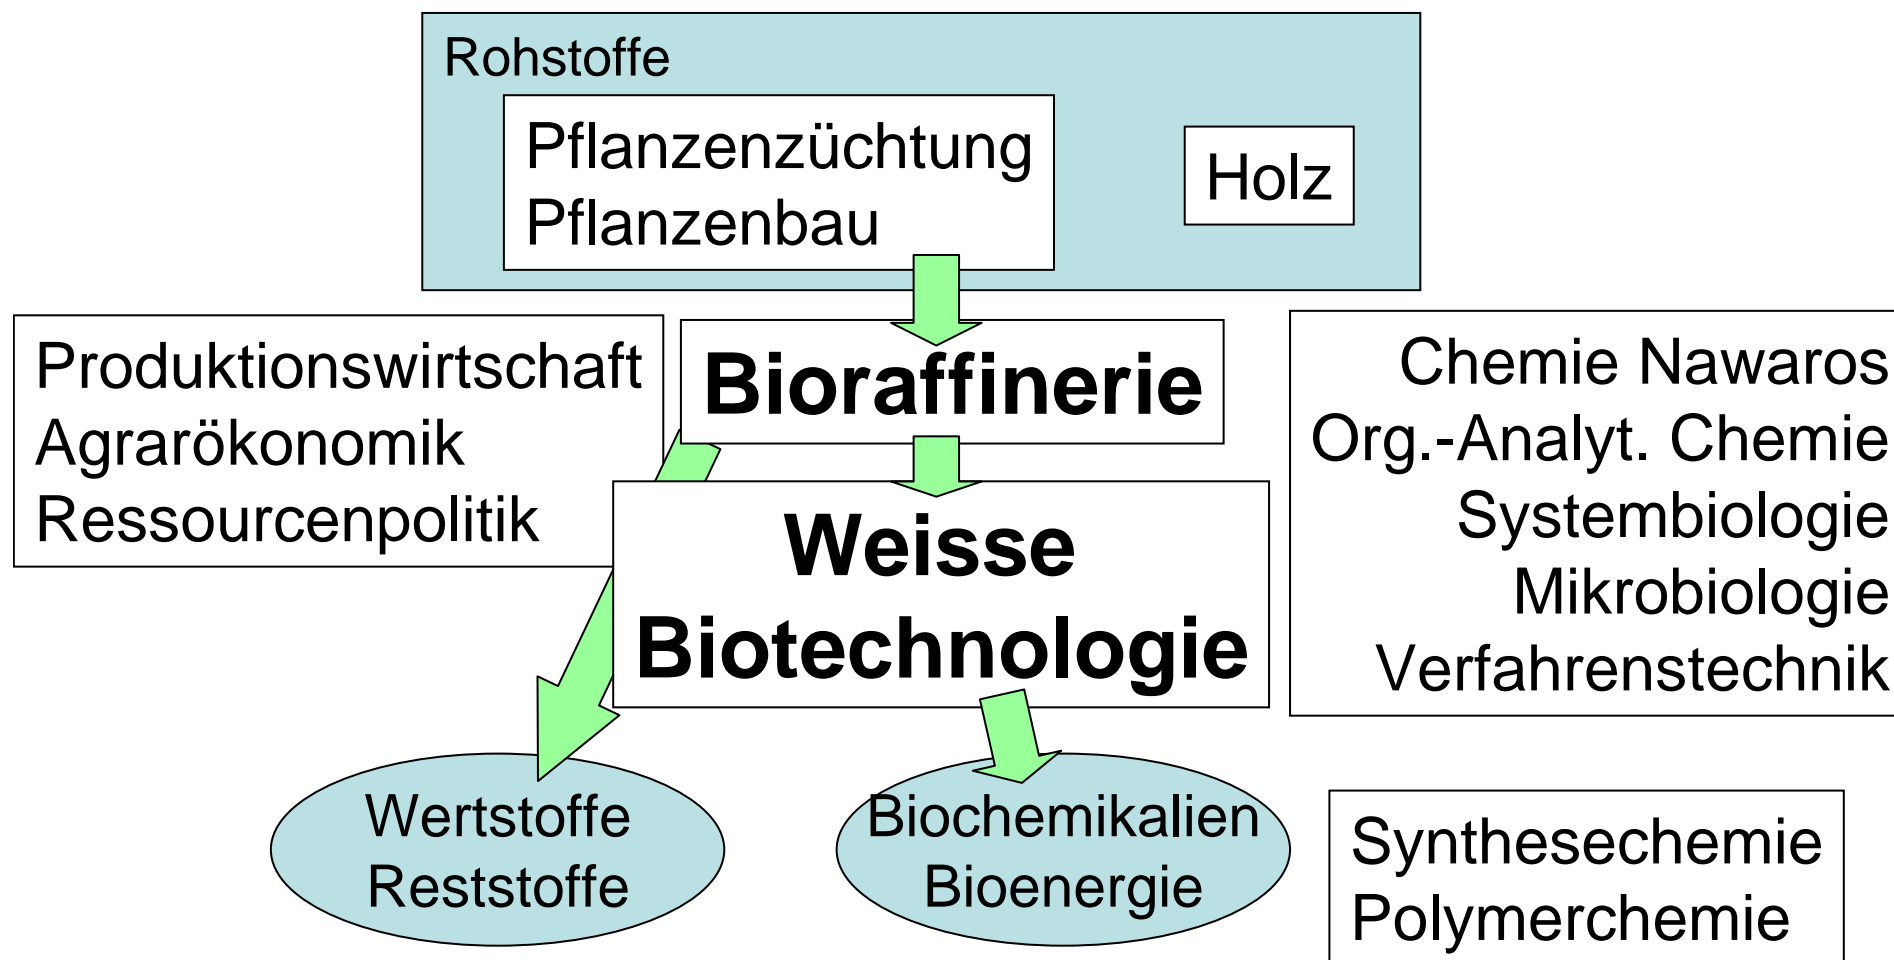 Rohstoffe
Pflanzenzüchtung
Pflanzenbau
Holz
Produktionswirtschaft
Agrarökonomik
Ressourcenpolitik
Bioraffinerie
Weisse
Biotechnologie
Chemie Nawaros
Org.-Analyt. Chemie
Systembiologie
Mikrobiologie
Verfahrenstechnik
Wertstoffe
Reststoffe
Biochemikalien
Bioenergie
Synthesechemie
Polymerchemie